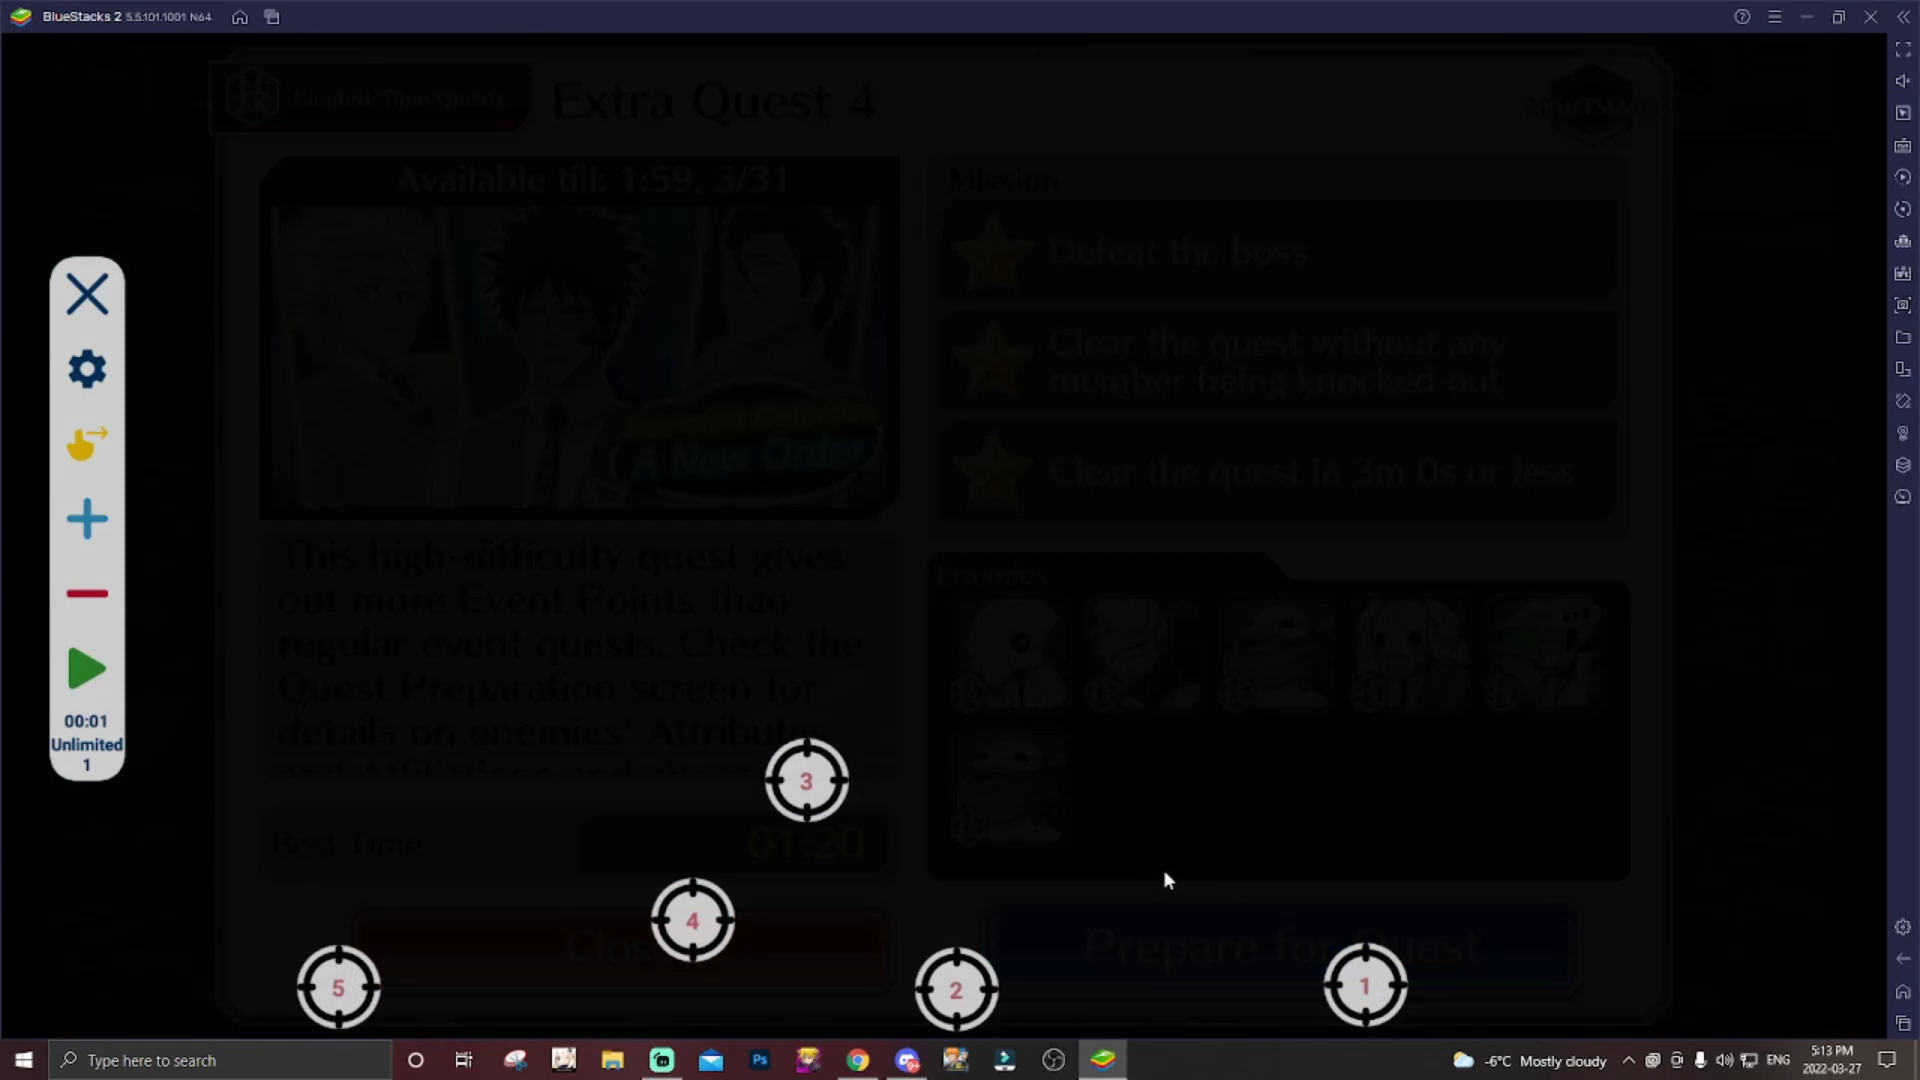 BlueStacks 2 5.5.101.1001 N64
Limited-Time Quests
Extra Quest 4
Available till: 1:59, 3/31
A New Order
This high-difficulty quest gives
out more Event Points than
regular event quests. Check the
Quest Preparation screen for
details on enemies' Attributes
Best Time
01:20
Mission
Defeat the boss
Clear the quest without any
member being knocked out
Clear the quest in 3m 0s or less
Enemies
Prepare for Quest
00:01
Unlimited
1
3
4
5
2
1
Type here to search
Ps
-6°C Mostly cloudy
ENG
5:13 PM
2022-03-27